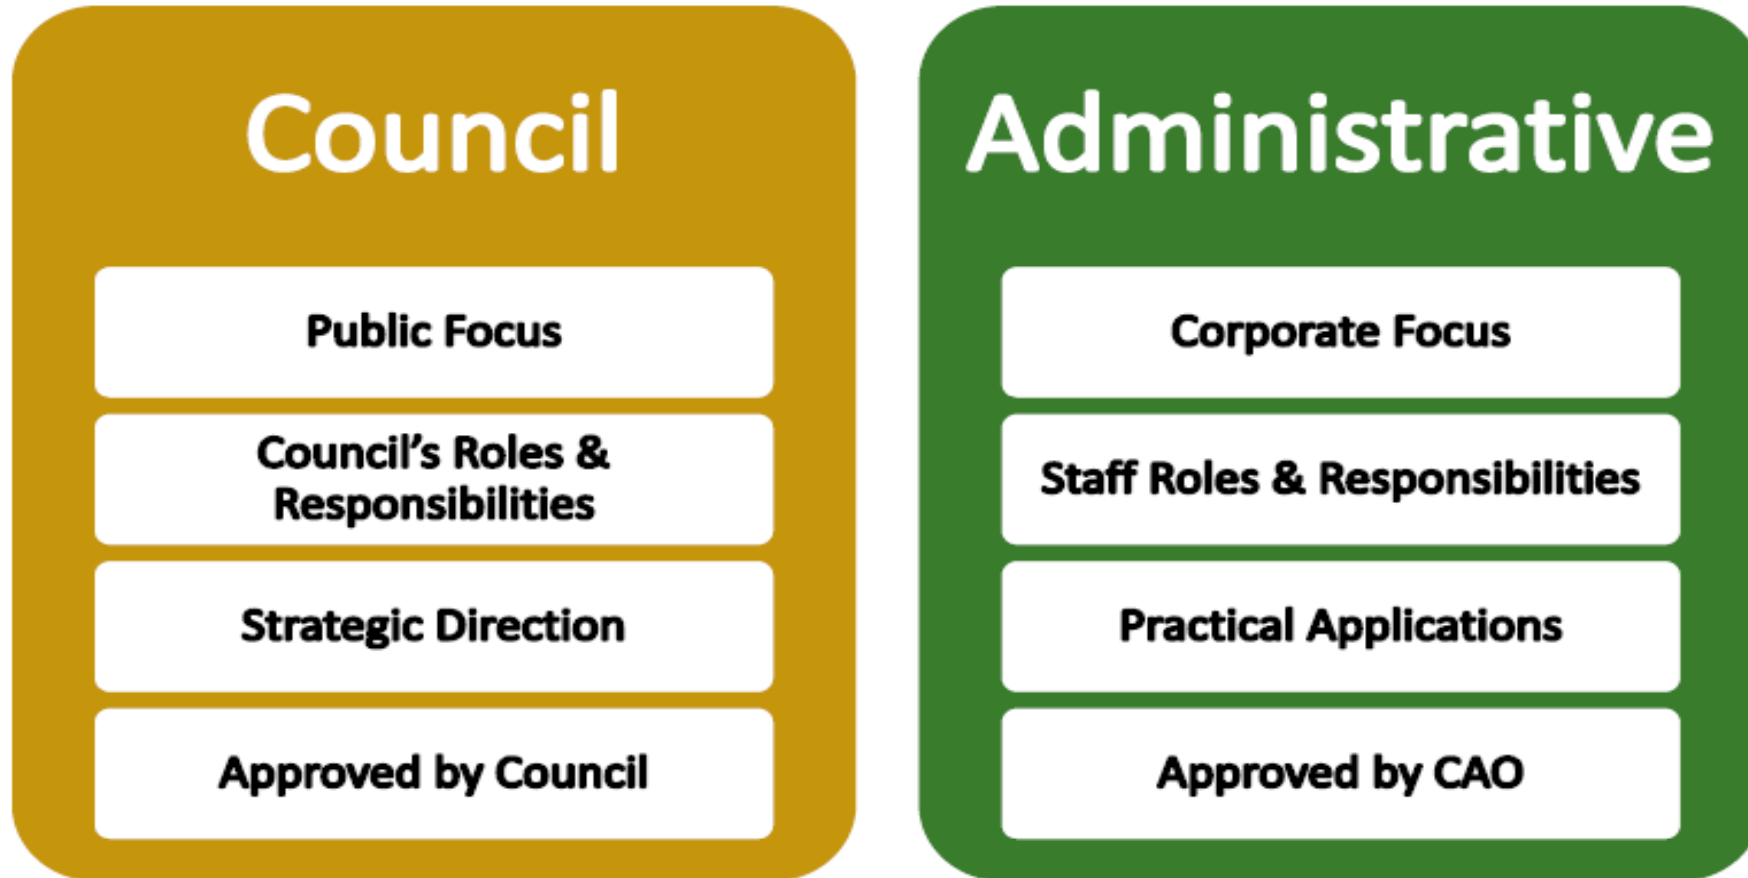 Council
Public Focus
Council’s Roles &
Responsibilities
Strategic Direction
Approved by Council
Administrative
Corporate Focus
Staff Roles & Responsibilities
Practical Applications
Approved by CAO